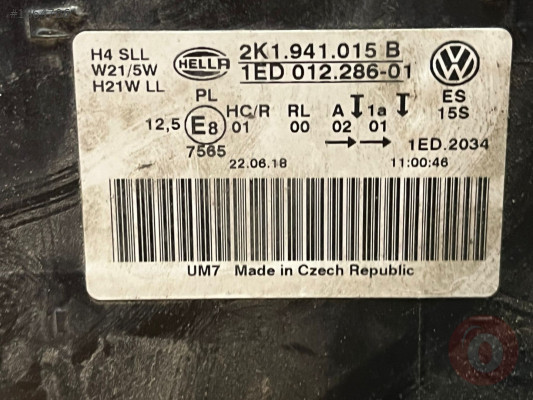 H4 SLL
W21/5W
H21W LL
HELLA
2K1.941.015 B
1ED 012.286-01
PL
HC/R RL A 1a
ES
15S
12,5 E8 01 00 02 01
7565
1ED.2034
22.06.18
11:00:46
UM7 Made in Czech Republic